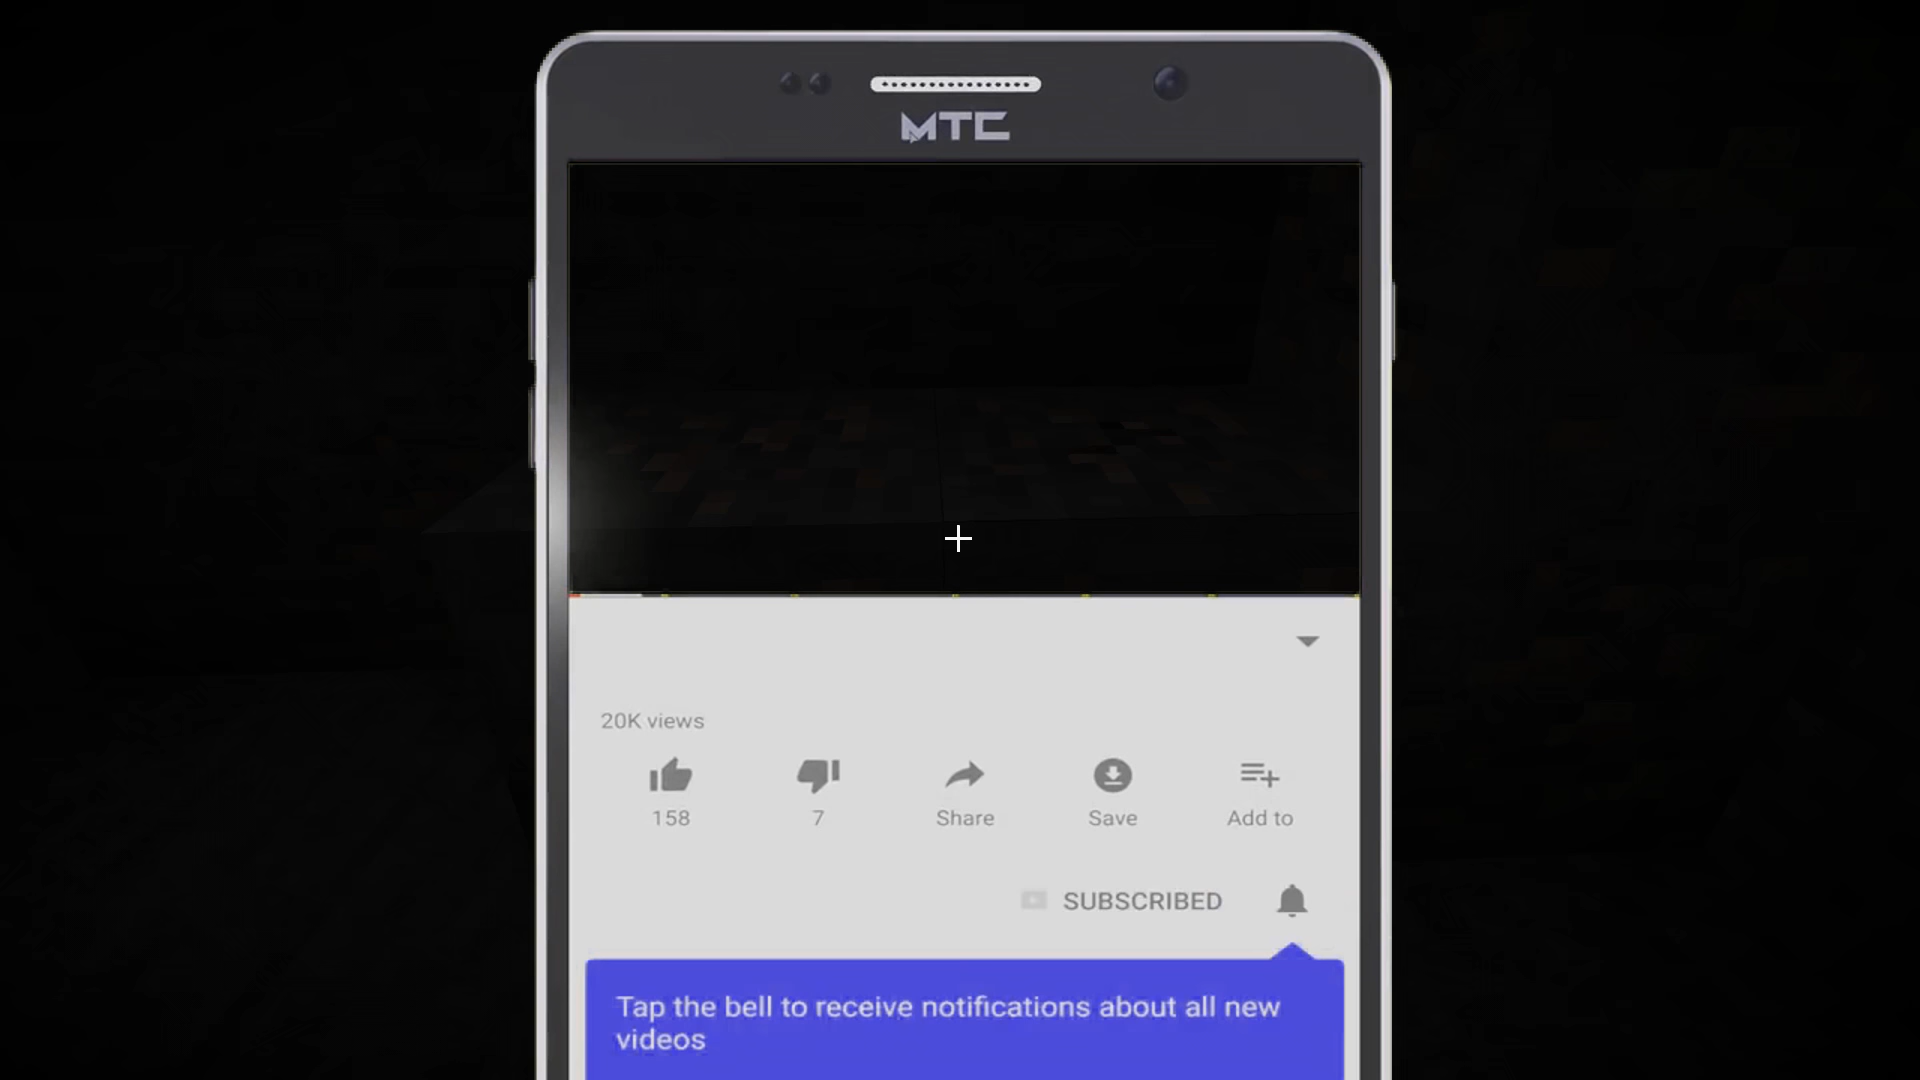 MTC
20K views
158
7
Share
Save
Add to
SUBSCRIBED
Tap the bell to receive notifications about all new
videos